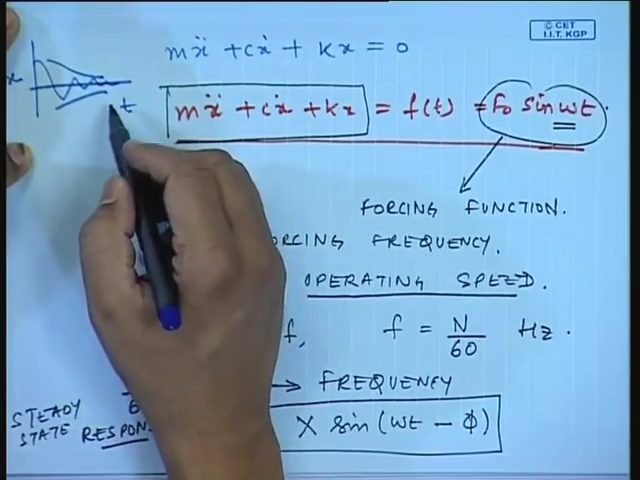 © CET
I.I.T. KGP
mẍ + cẋ + kx = 0
x
t
mẍ + cẋ + kx = f(t) = F₀ sin ωt.
FORCING FUNCTION.
FREQUENCY.
OPERATING SPEED.
f, f = N/60 Hz.
→ FREQUENCY
STEADY STATE
RESPON
X sin(ωt - φ)